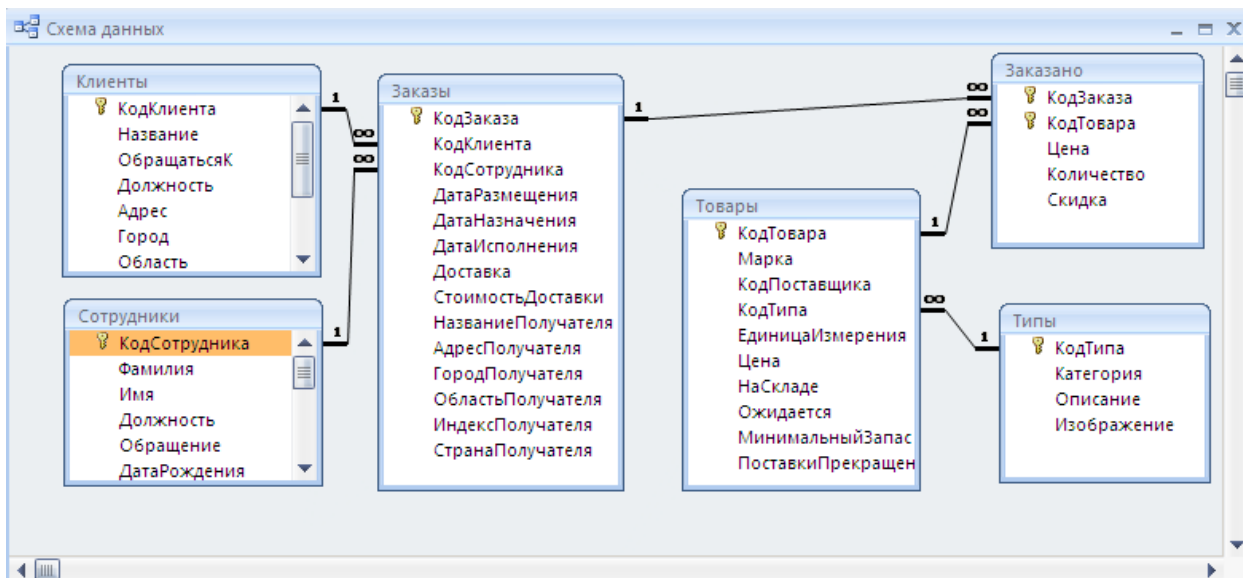 Схема данных
Клиенты
КодКлиента
Название
ОбращатьсяК
Должность
Адрес
Город
Область
1
∞
∞
Сотрудники
КодСотрудника
Фамилия
Имя
Должность
Обращение
ДатаРождения
1
Заказы
КодЗаказа
КодКлиента
КодСотрудника
ДатаРазмещения
ДатаНазначения
ДатаИсполнения
Доставка
СтоимостьДоставки
НазваниеПолучателя
АдресПолучателя
ГородПолучателя
ОбластьПолучателя
ИндексПолучателя
СтранаПолучателя
1
Товары
КодТовара
Марка
КодПоставщика
КодТипа
ЕдиницаИзмерения
Цена
НаСкладе
Ожидается
МинимальныйЗапас
ПоставкиПрекращен
1
∞
Заказано
КодЗаказа
КодТовара
Цена
Количество
Скидка
∞
∞
Типы
КодТипа
Категория
Описание
Изображение
1